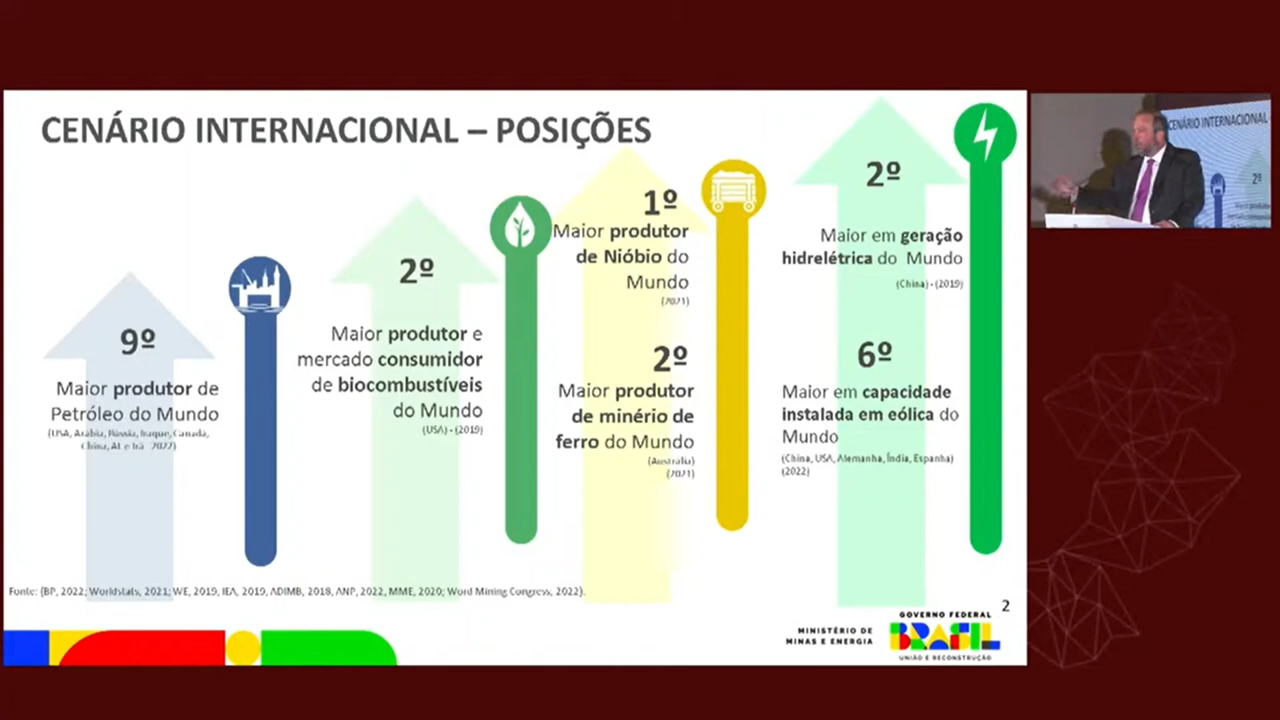 CENÁRIO INTERNACIONAL – POSIÇÕES
9º
Maior produtor de
Petróleo do Mundo
(USA, Arábia, Rússia, Iraque, Canadá,
China, e Irã 2022)
2º
Maior produtor e
mercado consumidor
de biocombustíveis
do Mundo
(USA) - (2019)
1º
Maior produtor
de Nióbio do
Mundo
(2021)
2º
Maior produtor
de minério de
ferro do Mundo
(Australia)
(2021)
2º
Maior em geração
hidrelétrica do Mundo
(China) - (2019)
6º
Maior em capacidade
instalada em eólica do
Mundo
(China, USA, Alemanha, Índia, Espanha)
(2022)
Fonte: (BP, 2022; Worldstats, 2021; WE, 2019, IEA, 2019, ADIMB, 2018, ANP, 2022, MME, 2020; Word Mining Congress, 2022).
2
MINISTÉRIO DE
MINAS E ENERGIA
GOVERNO FEDERAL
BRASIL
UNIÃO E RECONSTRUÇÃO
CENÁRIO INTERNACIONAL
2º